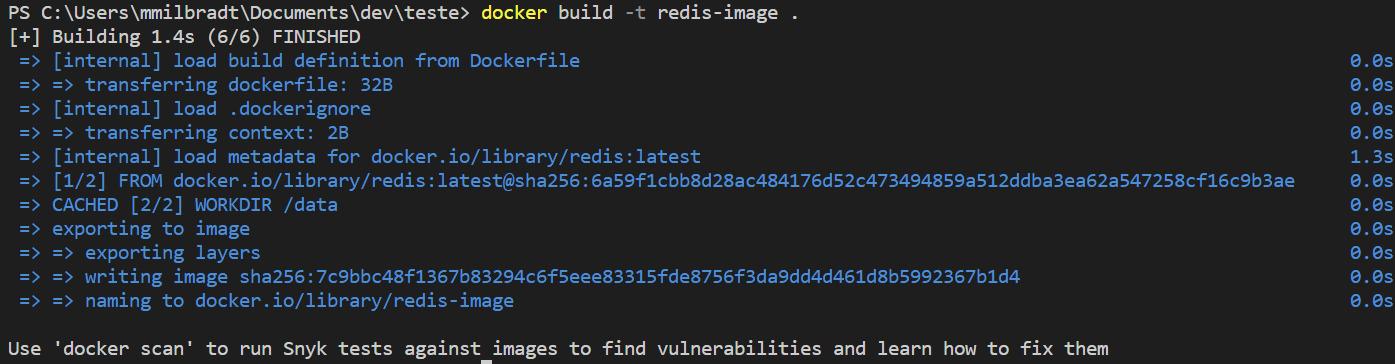 PS C:\Users\mmilbradt\Documents\dev\teste> docker build -t redis-image .
[+] Building 1.4s (6/6) FINISHED
=> [internal] load build definition from Dockerfile 0.0s
=> => transferring dockerfile: 32B 0.0s
=> [internal] load .dockerignore 0.0s
=> => transferring context: 2B 0.0s
=> [internal] load metadata for docker.io/library/redis:latest 1.3s
=> [1/2] FROM docker.io/library/redis:latest@sha256:6a59f1cbb8d28ac484176d52c473494859a512ddba3ea62a547258cf16c9b3ae 0.0s
=> CACHED [2/2] WORKDIR /data 0.0s
=> exporting to image 0.0s
=> => exporting layers 0.0s
=> => writing image sha256:7c9bbc48f1367b83294c6f5eee83315fde8756f3da9dd4d461d8b5992367b1d4 0.0s
=> => naming to docker.io/library/redis-image 0.0s
Use 'docker scan' to run Snyk tests against images to find vulnerabilities and learn how to fix them